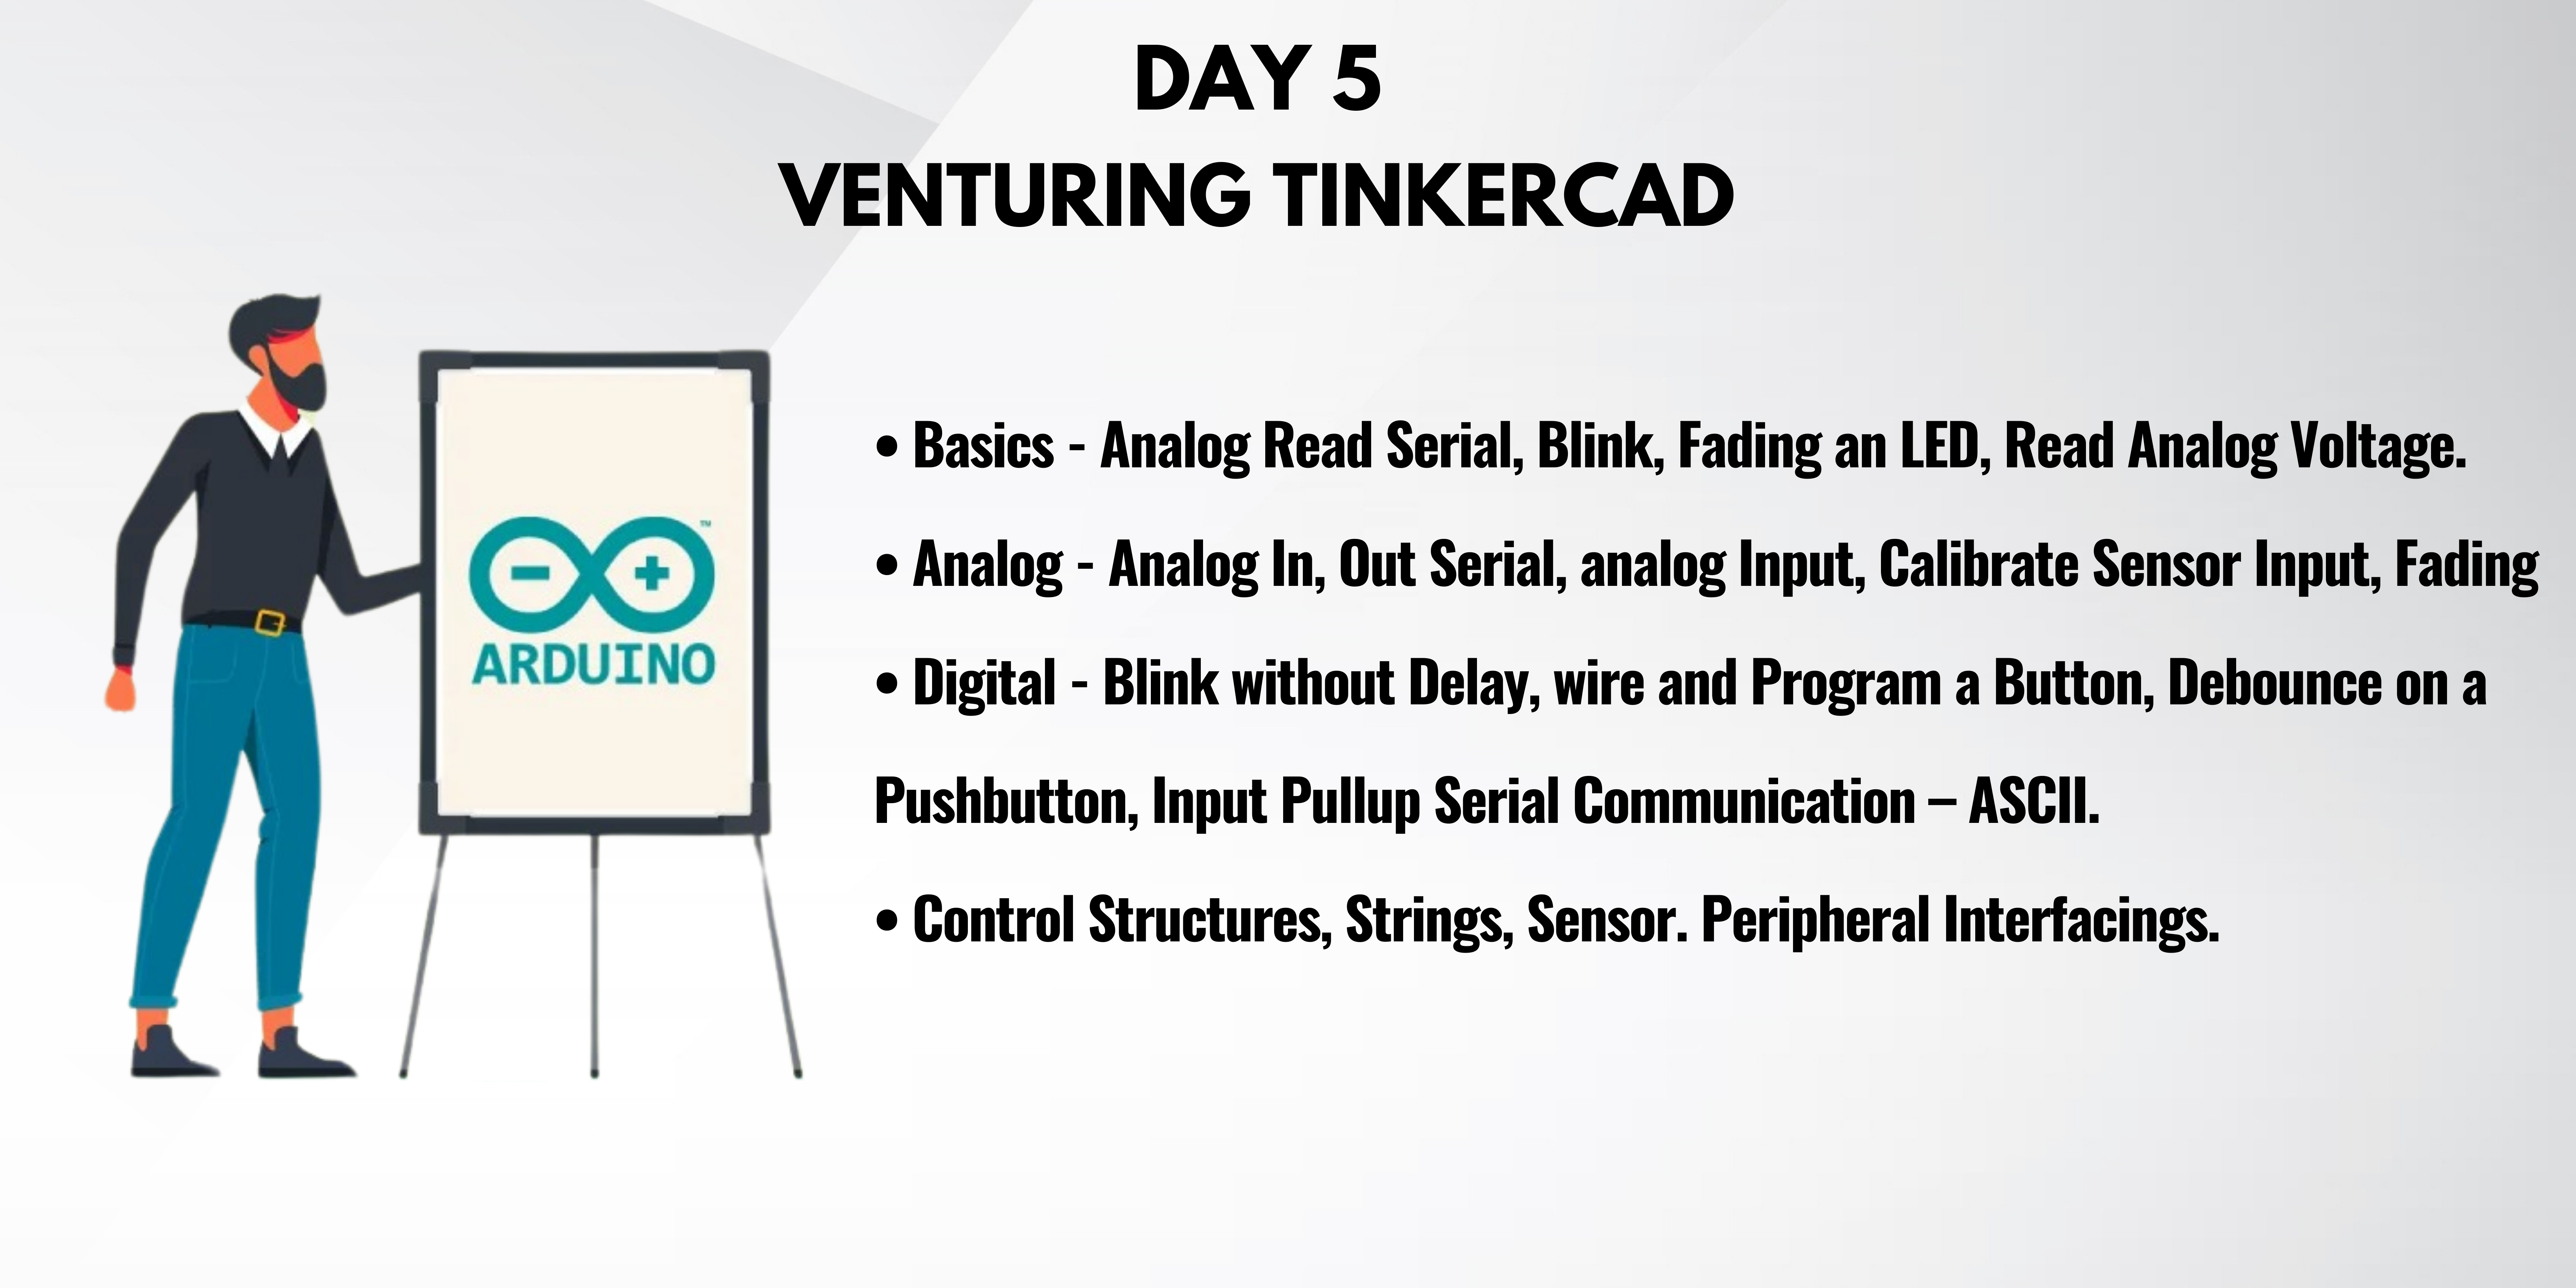 DAY 5
VENTURING TINKERCAD
• Basics - Analog Read Serial, Blink, Fading an LED, Read Analog Voltage.
• Analog - Analog In, Out Serial, analog Input, Calibrate Sensor Input, Fading
• Digital - Blink without Delay, wire and Program a Button, Debounce on a
Pushbutton, Input Pullup Serial Communication – ASCII.
• Control Structures, Strings, Sensor. Peripheral Interfacings.
ARDUINO
TM